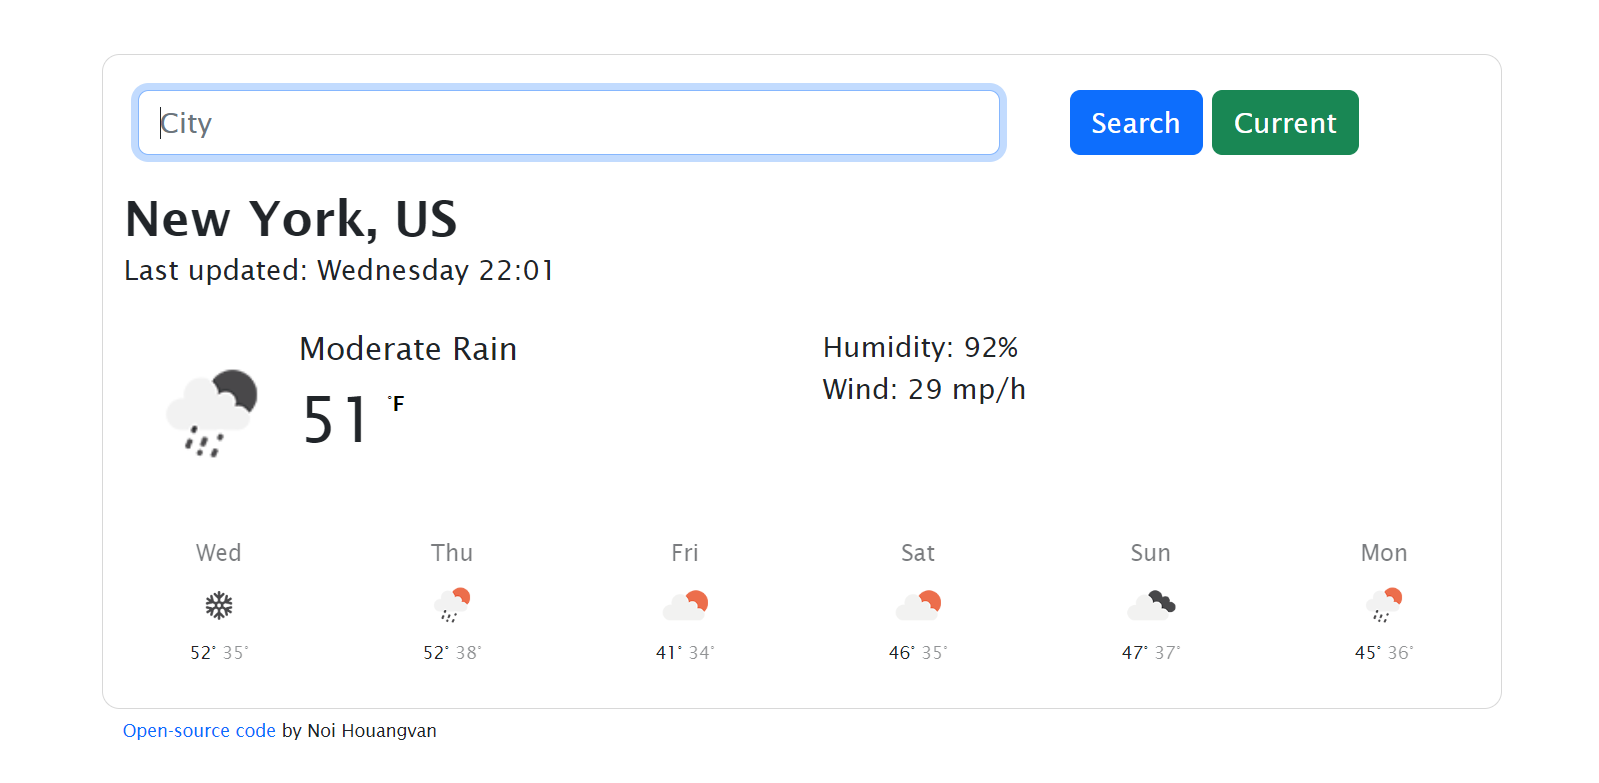 City
Search
Current
New York, US
Last updated: Wednesday 22:01
Moderate Rain
51 °F
Humidity: 92%
Wind: 29 mp/h
Wed Thu Fri Sat Sun Mon
52° 35° 52° 38° 41° 34° 46° 35° 47° 37° 45° 36°
Open-source code by Noi Houangvan